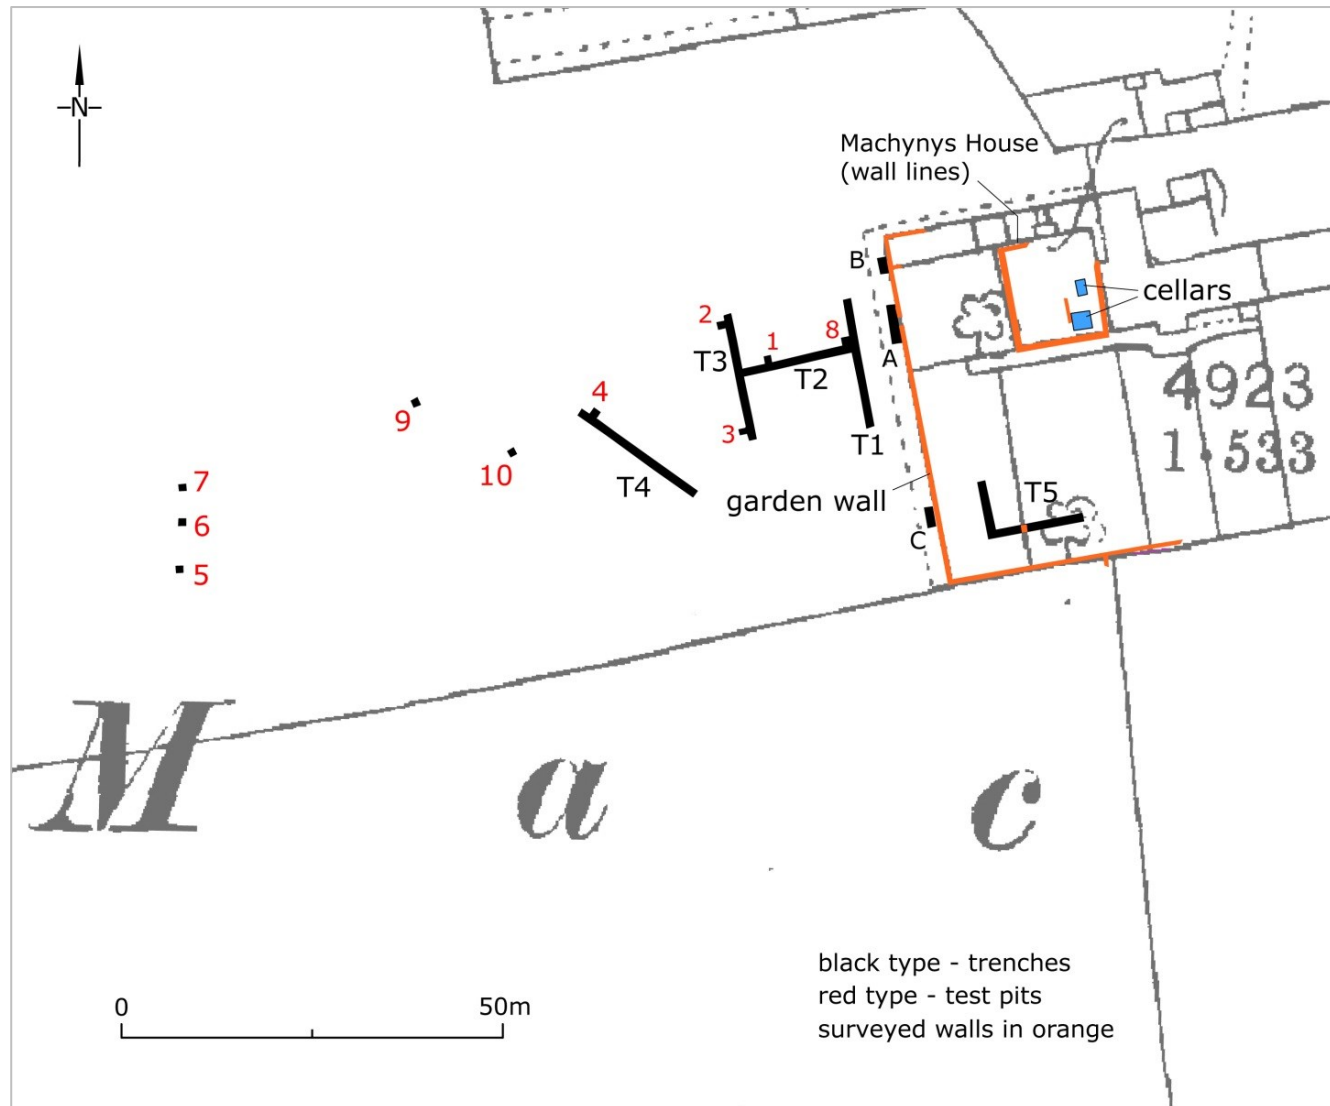 N
Machynys House
(wall lines)
B
cellars
2
8
1
A
T3
T2
4
4923
9
3
T1
10
T4
1.533
7
garden wall
T5
6
C
5
M a c
black type - trenches
red type - test pits
surveyed walls in orange
0 50m